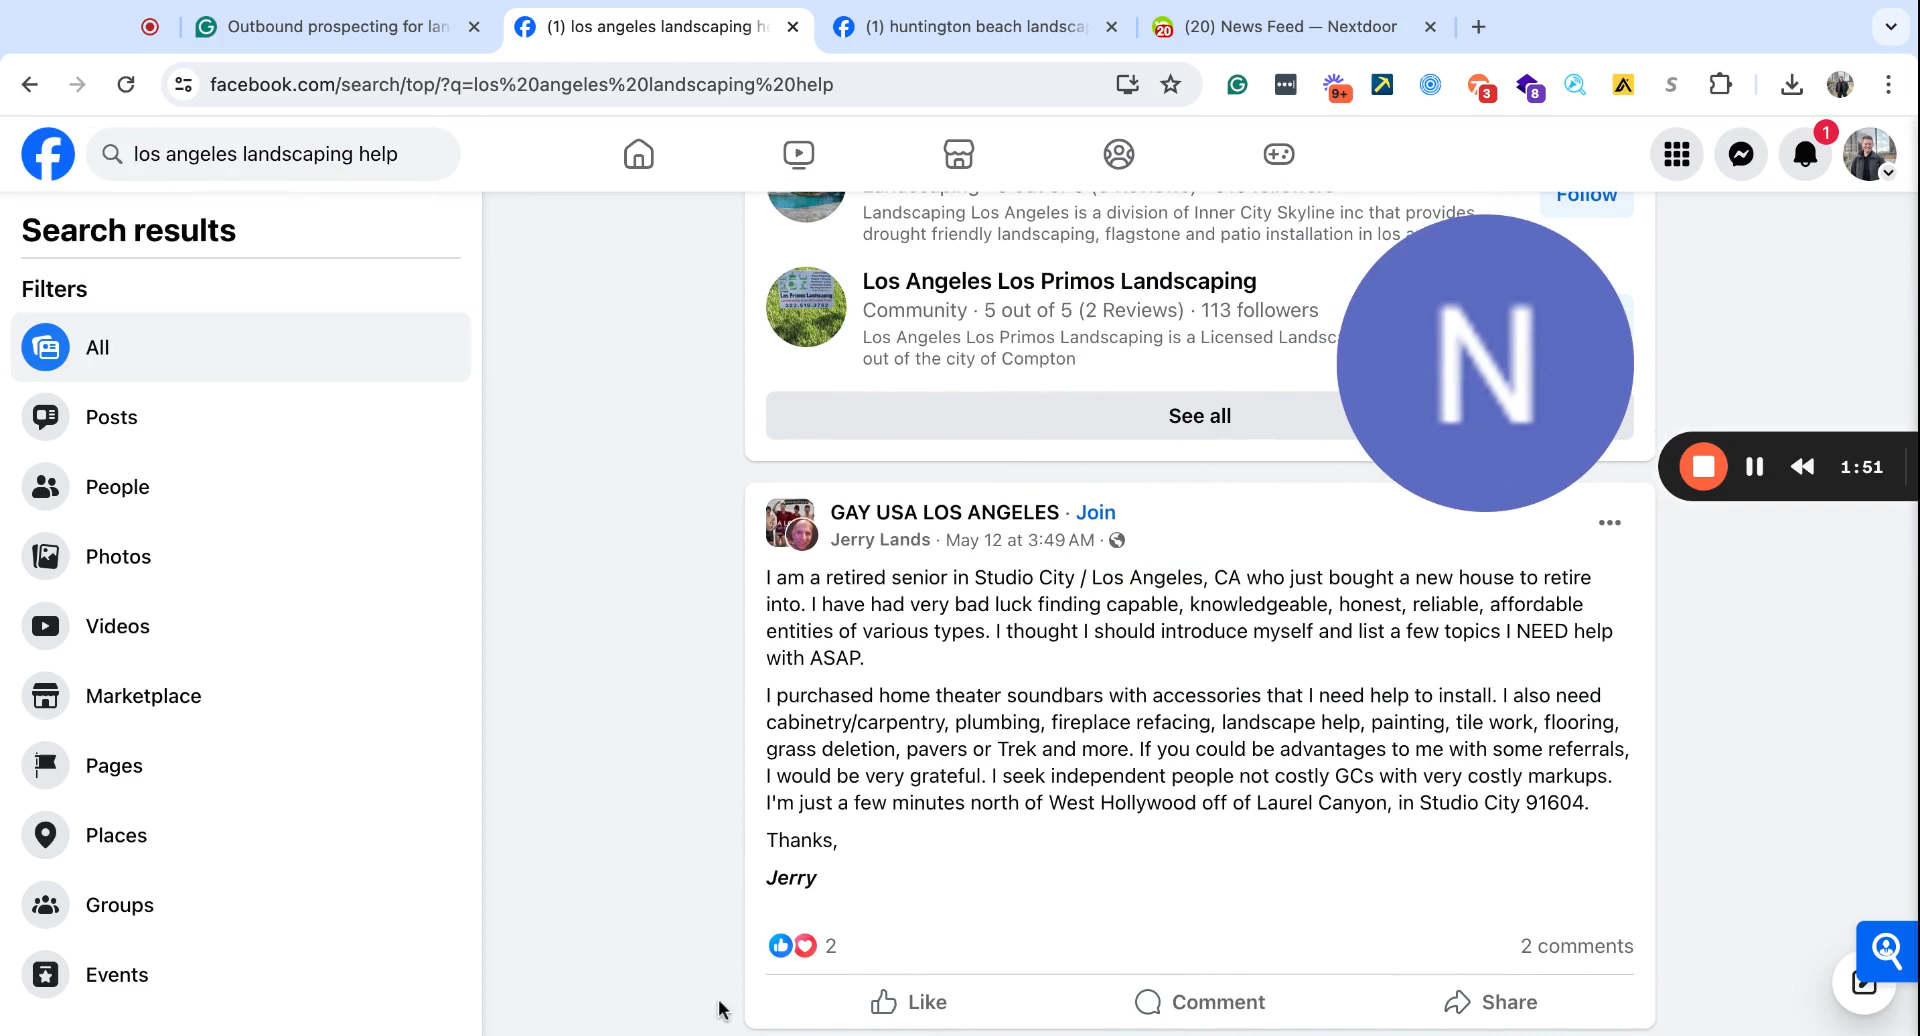 Outbound prospecting for lan
(1) los angeles landscaping he
(1) huntington beach landscap
(20) News Feed — Nextdoor
20
facebook.com/search/top/?q=los%20angeles%20landscaping%20help
9+
3
8
S
los angeles landscaping help
1
Search results
Filters
All
Posts
People
Photos
Videos
Marketplace
Pages
Places
Groups
Events
Follow
Landscaping Los Angeles is a division of Inner City Skyline inc that provides
drought friendly landscaping, flagstone and patio installation in los a
Los Angeles Los Primos Landscaping
Community · 5 out of 5 (2 Reviews) · 113 followers
Los Angeles Los Primos Landscaping is a Licensed Landsc
out of the city of Compton
See all
N
1:51
GAY USA LOS ANGELES · Join
Jerry Lands · May 12 at 3:49 AM ·
I am a retired senior in Studio City / Los Angeles, CA who just bought a new house to retire
into. I have had very bad luck finding capable, knowledgeable, honest, reliable, affordable
entities of various types. I thought I should introduce myself and list a few topics I NEED help
with ASAP.
I purchased home theater soundbars with accessories that I need help to install. I also need
cabinetry/carpentry, plumbing, fireplace refacing, landscape help, painting, tile work, flooring,
grass deletion, pavers or Trek and more. If you could be advantages to me with some referrals,
I would be very grateful. I seek independent people not costly GCs with very costly markups.
I'm just a few minutes north of West Hollywood off of Laurel Canyon, in Studio City 91604.
Thanks,
Jerry
2
2 comments
Like
Comment
Share